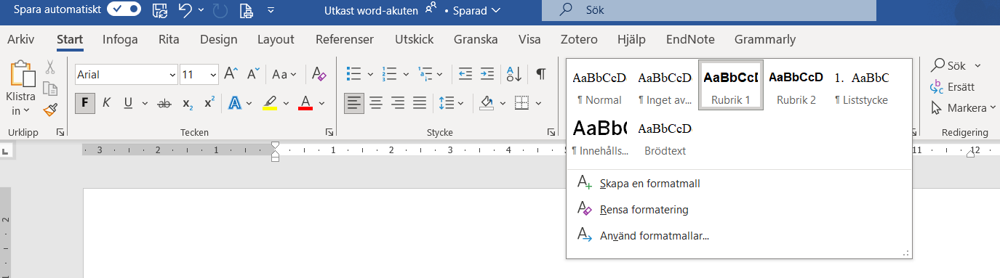 Spara automatiskt Utkast word-akuten • Sparad Sök
Arkiv Start Infoga Rita Design Layout Referenser Utskick Granska Visa Zotero Hjälp EndNote Grammarly
Klistra in
Urklipp
Arial 11 Aa
F K U ab x₂ x² A A
Tecken
Stycke
AaBbCcD AaBbCcD AaBbCcI AaBbCcD 1. AaBbC
¶ Normal ¶ Inget av... Rubrik 1 Rubrik 2 ¶ Liststycke
AaBb( AaBbCcD
¶ Innehålls... Brödtext
Skapa en formatmall
Rensa formatering
Använd formatmallar...
Sök
Ersätt
Markera
Redigering
3 2 1 1 2 3 4 5 11 12
2
1